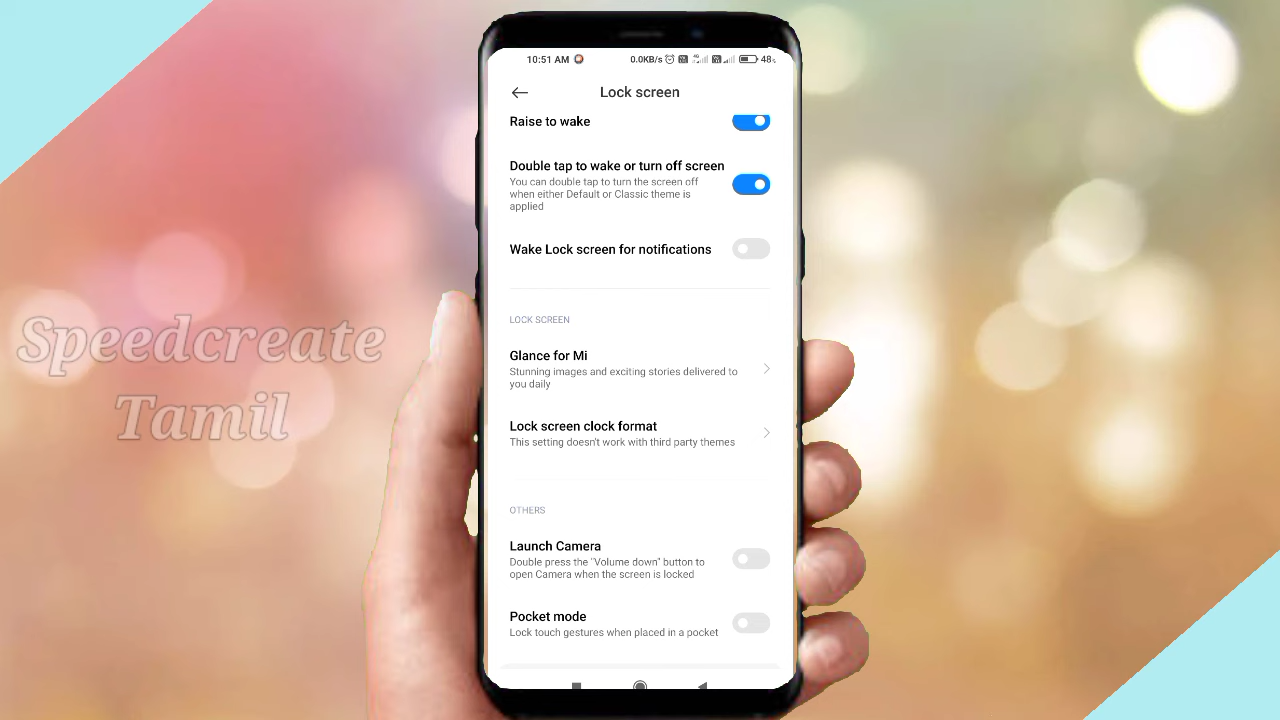 10:51 AM 0.0KB/s 48
Lock screen
Raise to wake
Double tap to wake or turn off screen
You can double tap to turn the screen off
when either Default or Classic theme is
applied
Wake Lock screen for notifications
LOCK SCREEN
Glance for Mi
Stunning images and exciting stories delivered to
you daily
Lock screen clock format
This setting doesn't work with third party themes
OTHERS
Launch Camera
Double press the "Volume down" button to
open Camera when the screen is locked
Pocket mode
Lock touch gestures when placed in a pocket
Speedcreate
Tamil